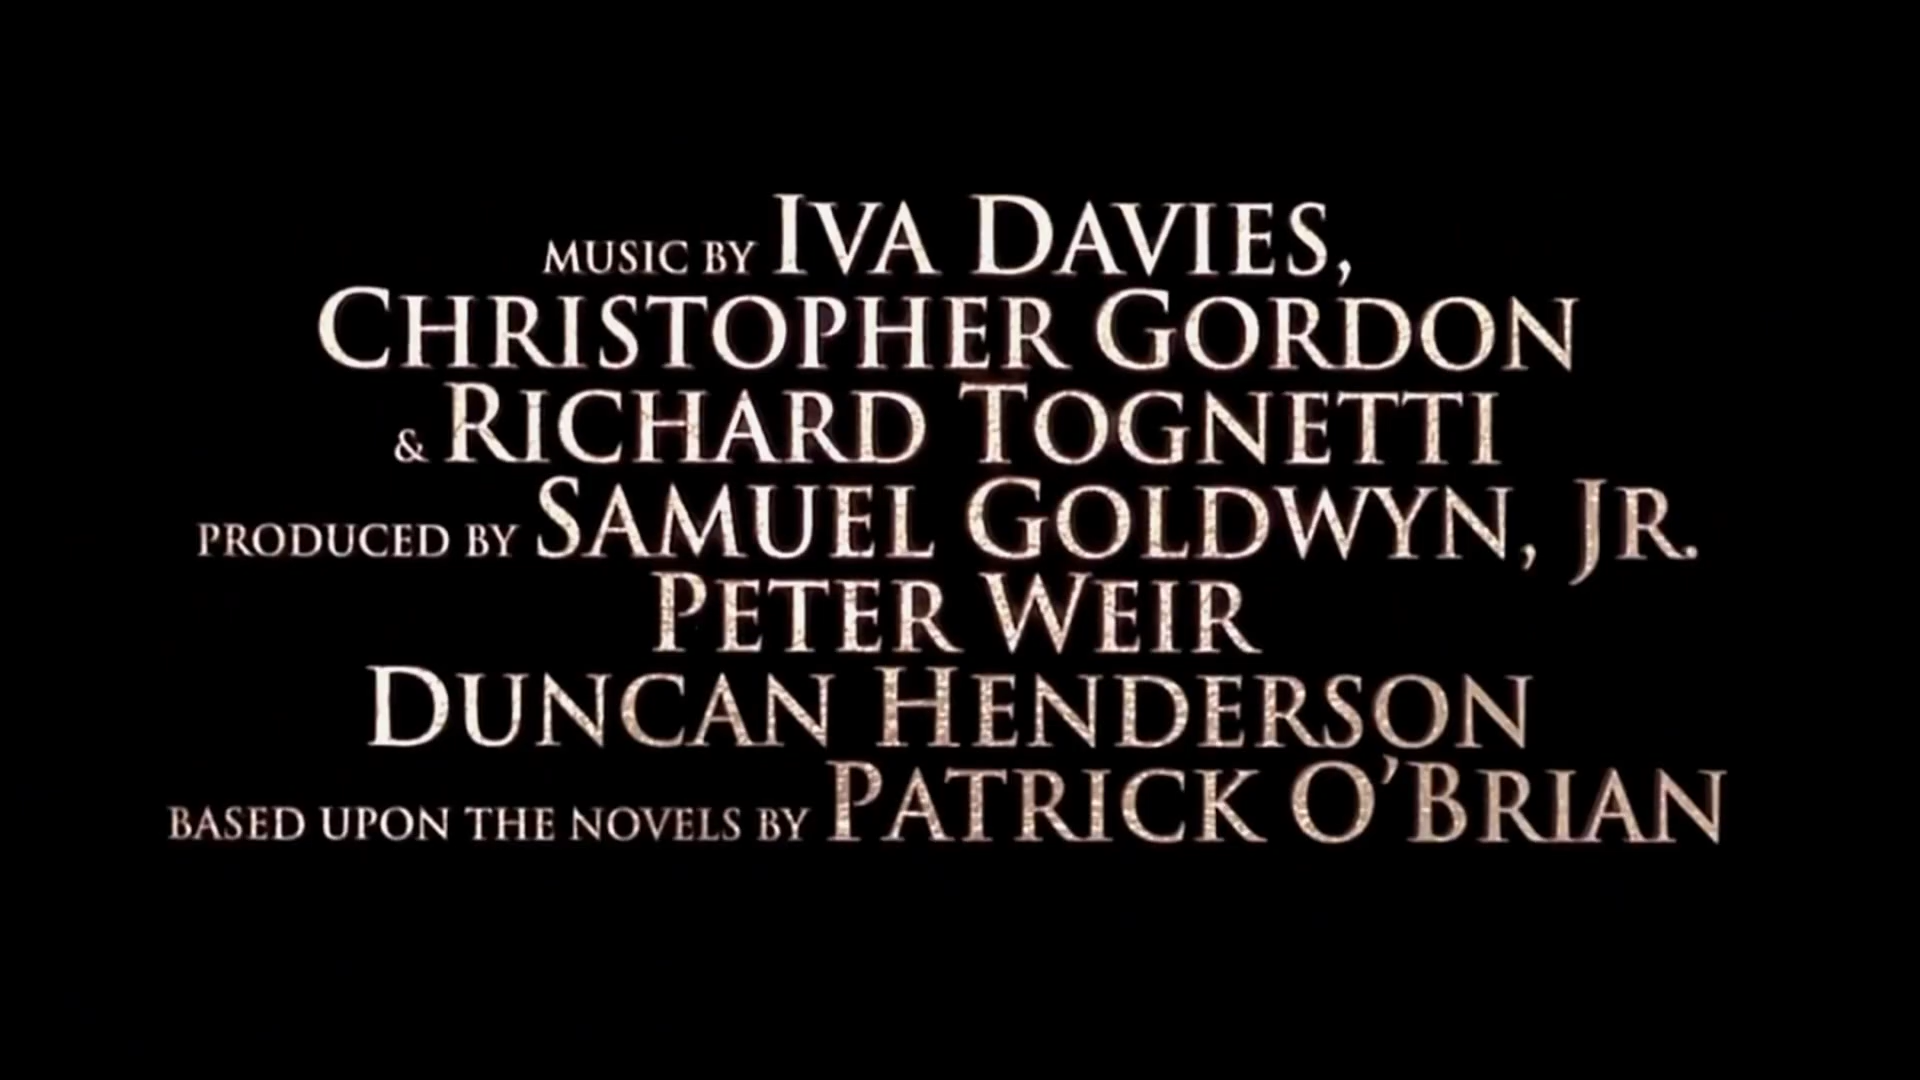 MUSIC BY IVA DAVIES,
CHRISTOPHER GORDON
& RICHARD TOGNETTI
PRODUCED BY SAMUEL GOLDWYN, JR.
PETER WEIR
DUNCAN HENDERSON
BASED UPON THE NOVELS BY PATRICK O'BRIAN